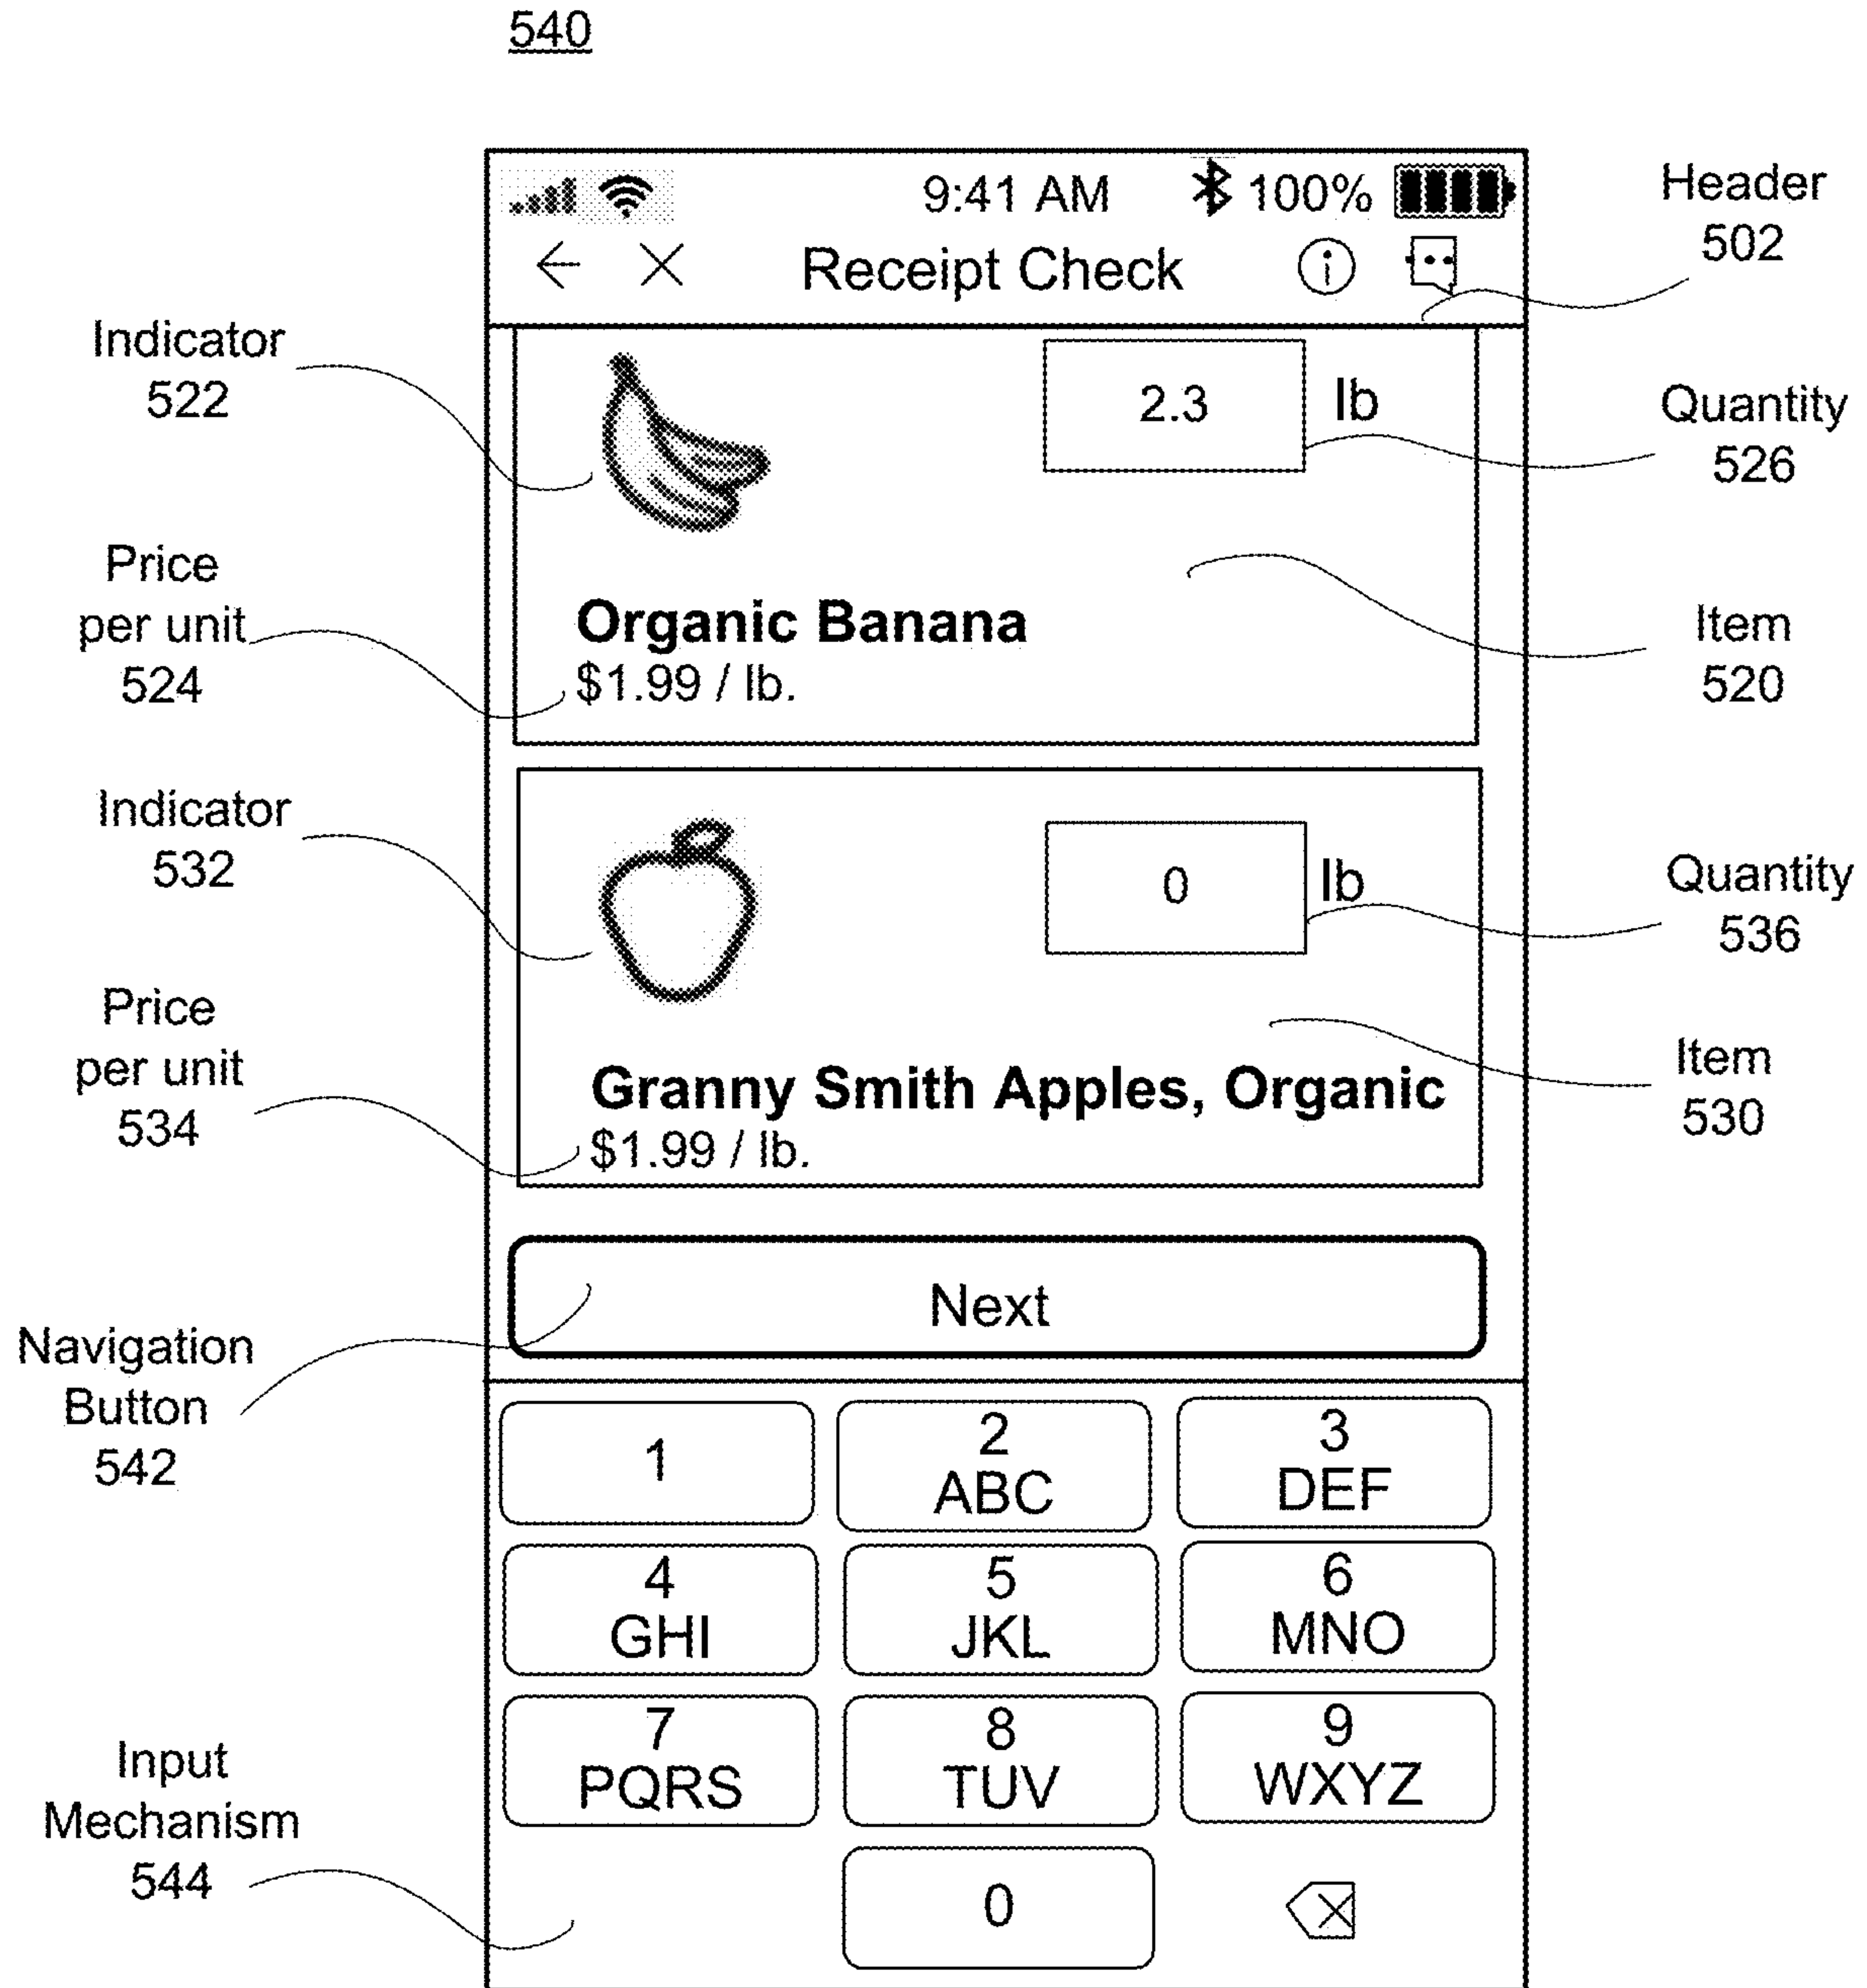 540
9:41 AM 100%
Receipt Check
Header
502
Indicator
522
2.3 lb
Quantity
526
Price
per unit
524
Organic Banana
$1.99 / lb.
Item
520
Indicator
532
0 lb
Quantity
536
Price
per unit
534
Granny Smith Apples, Organic
$1.99 / lb.
Item
530
Next
Navigation
Button
542
1
2
ABC
3
DEF
4
GHI
5
JKL
6
MNO
7
PQRS
8
TUV
9
WXYZ
Input
Mechanism
544
0